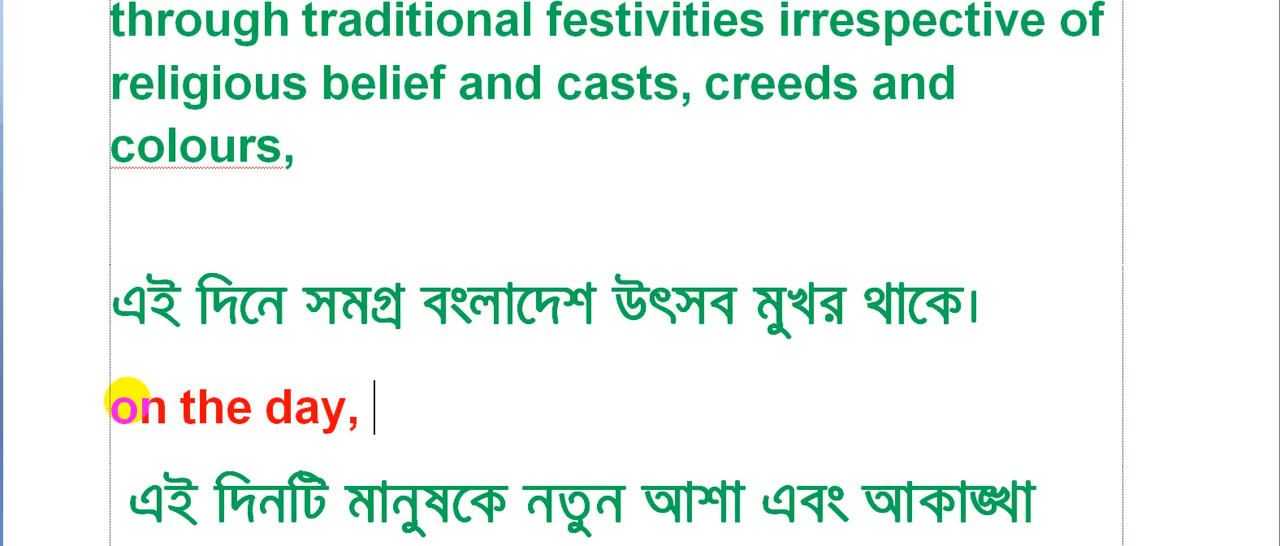 through traditional festivities irrespective of
religious belief and casts, creeds and
colours,
এই দিনে সমগ্র বাংলাদেশ উৎসব মুখর থাকে।
on the day,
এই দিনটি মানুষকে নতুন আশা এবং আকাঙ্খা